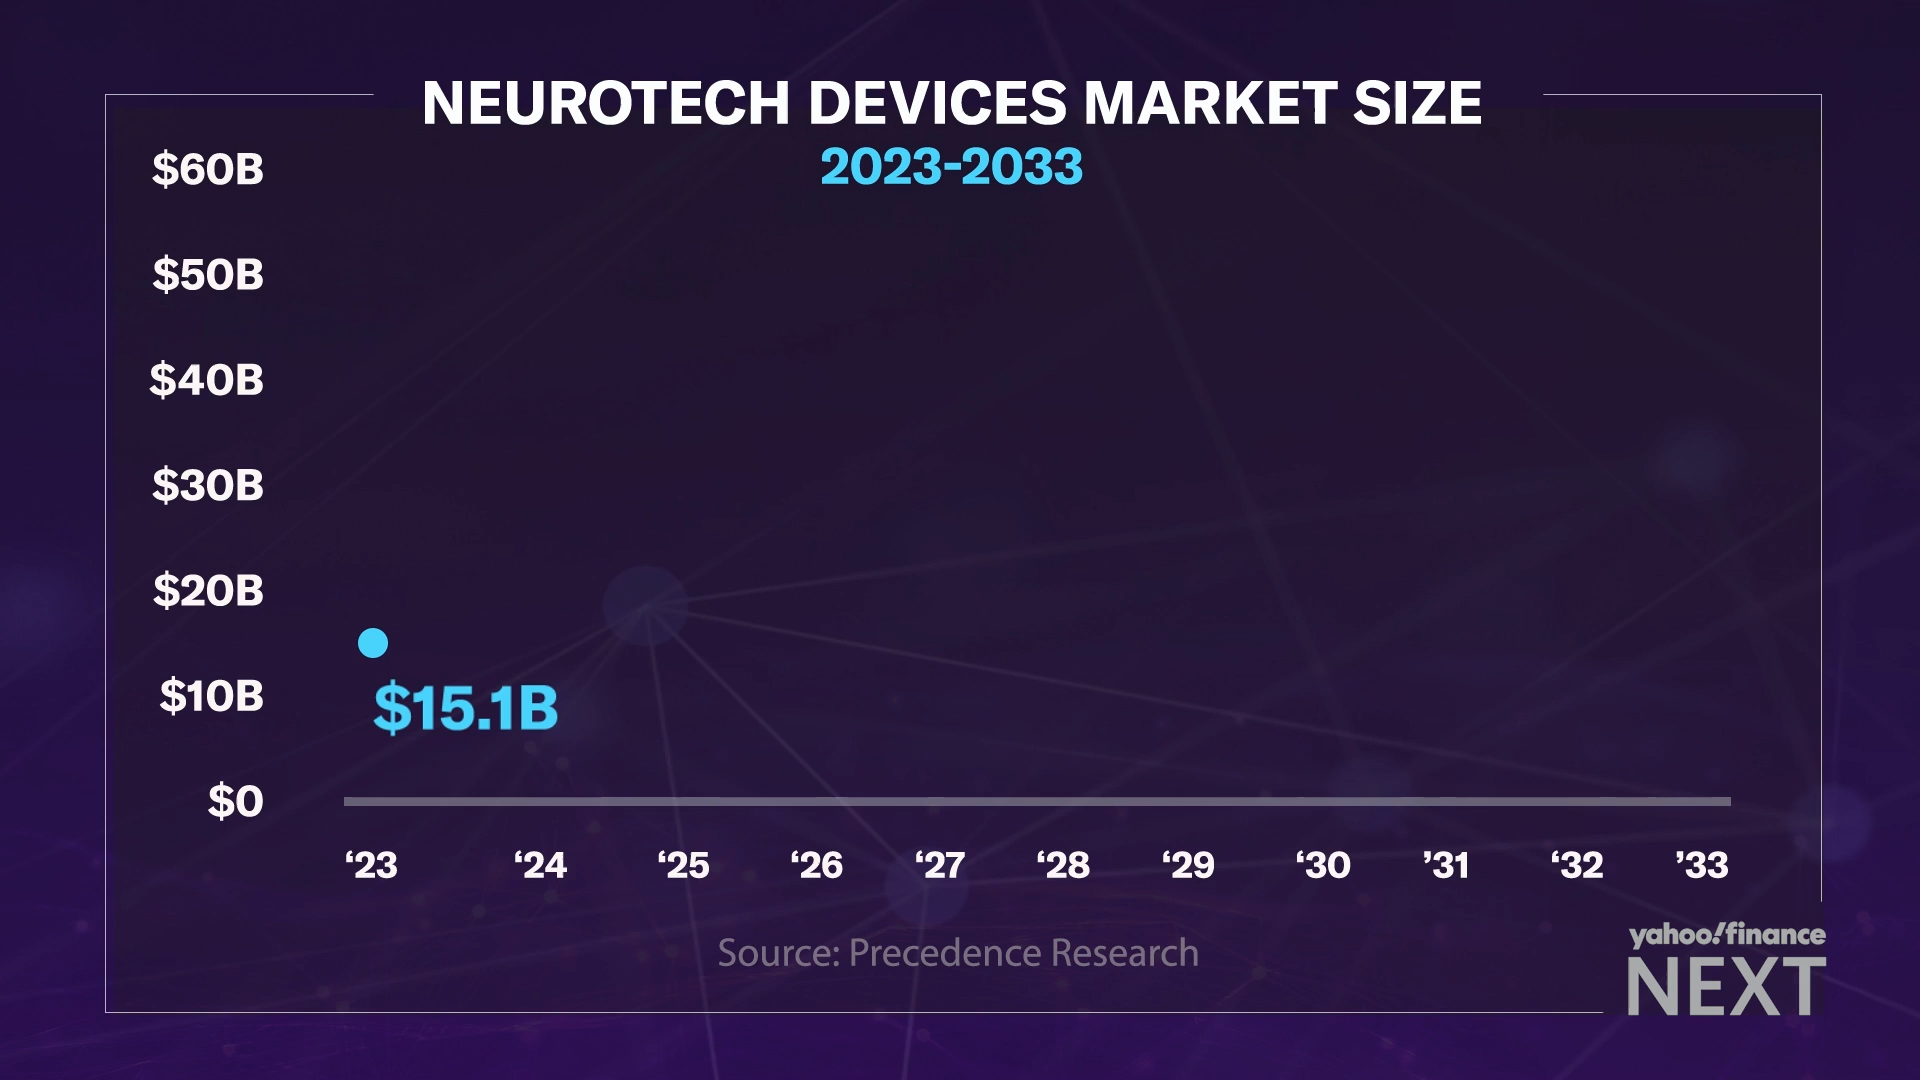 NEUROTECH DEVICES MARKET SIZE
2023-2033
$60B
$50B
$40B
$30B
$20B
$10B
$15.1B
$0
‘23 ‘24 ‘25 ‘26 ‘27 ‘28 ‘29 ‘30 ’31 ‘32 ’33
Source: Precedence Research
yahoo!finance
NEXT